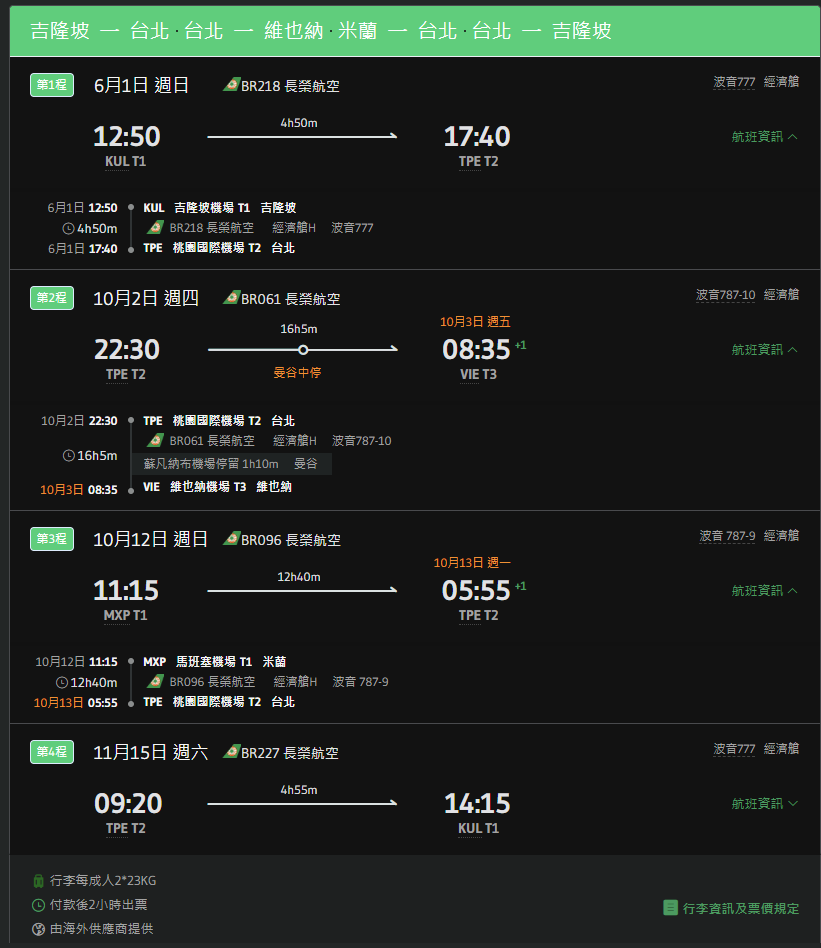 吉隆坡 一 台北·台北 一 維也納·米蘭 一 台北·台北 一 吉隆坡
第1程 6月1日 週日 BR218 長榮航空 波音777 經濟艙
4h50m
12:50 17:40 航班資訊
KUL T1 TPE T2
6月1日 12:50 KUL 吉隆坡機場 T1 吉隆坡
4h50m BR218 長榮航空 經濟艙H 波音777
6月1日 17:40 TPE 桃園國際機場 T2 台北
第2程 10月2日 週四 BR061 長榮航空 波音787-10 經濟艙
10月3日 週五
16h5m
22:30 08:35 +1 航班資訊
TPE T2 曼谷中停 VIE T3
10月2日 22:30 TPE 桃園國際機場 T2 台北
BR061 長榮航空 經濟艙H 波音787-10
16h5m
蘇凡納布機場停留 1h10m 曼谷
10月3日 08:35 VIE 維也納機場 T3 維也納
第3程 10月12日 週日 BR096 長榮航空 波音 787-9 經濟艙
10月13日 週一
12h40m
11:15 05:55 +1 航班資訊
MXP T1 TPE T2
10月12日 11:15 MXP 馬班塞機場 T1 米蘭
12h40m BR096 長榮航空 經濟艙H 波音 787-9
10月13日 05:55 TPE 桃園國際機場 T2 台北
第4程 11月15日 週六 BR227 長榮航空 波音777 經濟艙
4h55m
09:20 14:15 航班資訊
TPE T2 KUL T1
行李每成人2*23KG
付款後2小時出票
行李資訊及票價規定
由海外供應商提供